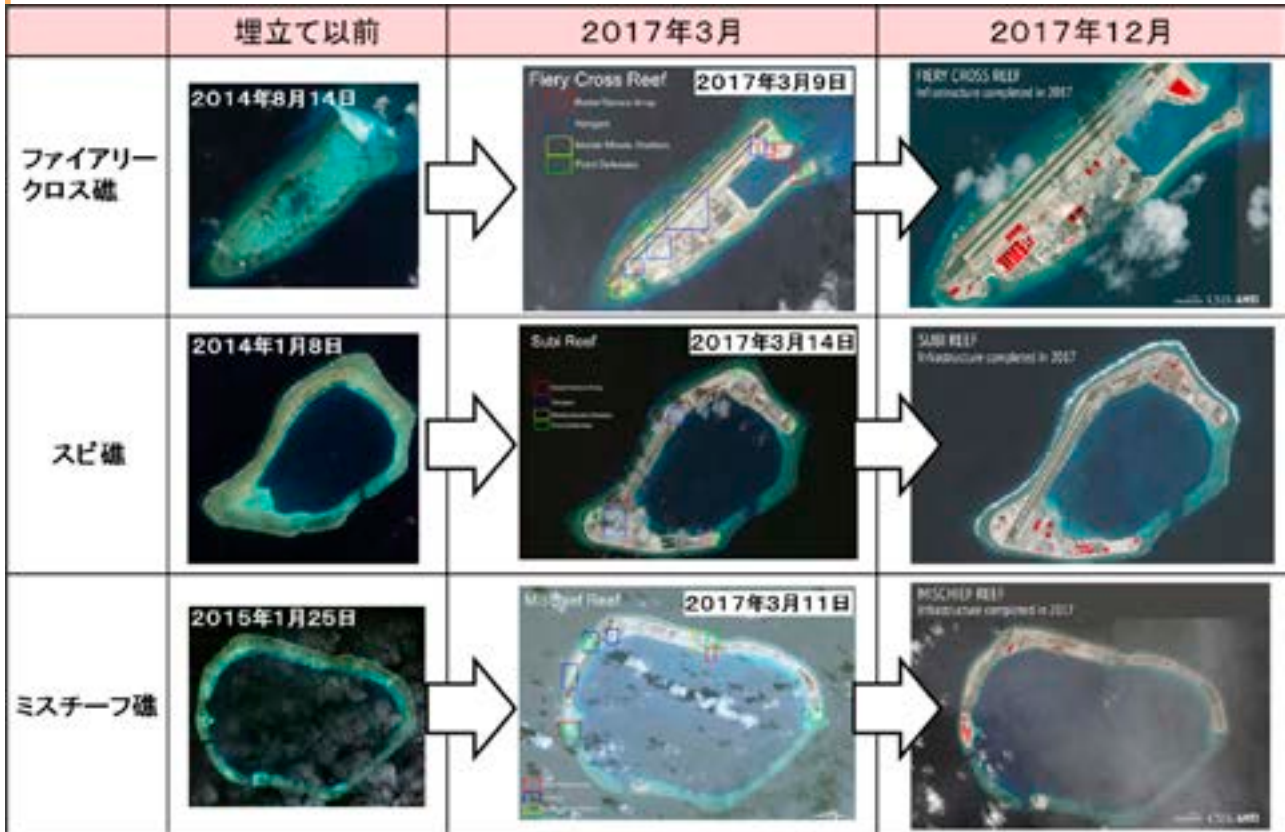 埋立て以前
2017年3月
2017年12月
ファイアリー
クロス礁
2014年8月14日
Fiery Cross Reef
2017年3月9日
Hangars
Point Defenses
FIERY CROSS REEF
Infrastructure completed in 2017
スビ礁
2014年1月8日
Subi Reef
2017年3月14日
SUBI REEF
Infrastructure completed in 2017
ミスチーフ礁
2015年1月25日
Mischief Reef
2017年3月11日
MISCHIEF REEF
Infrastructure completed in 2017